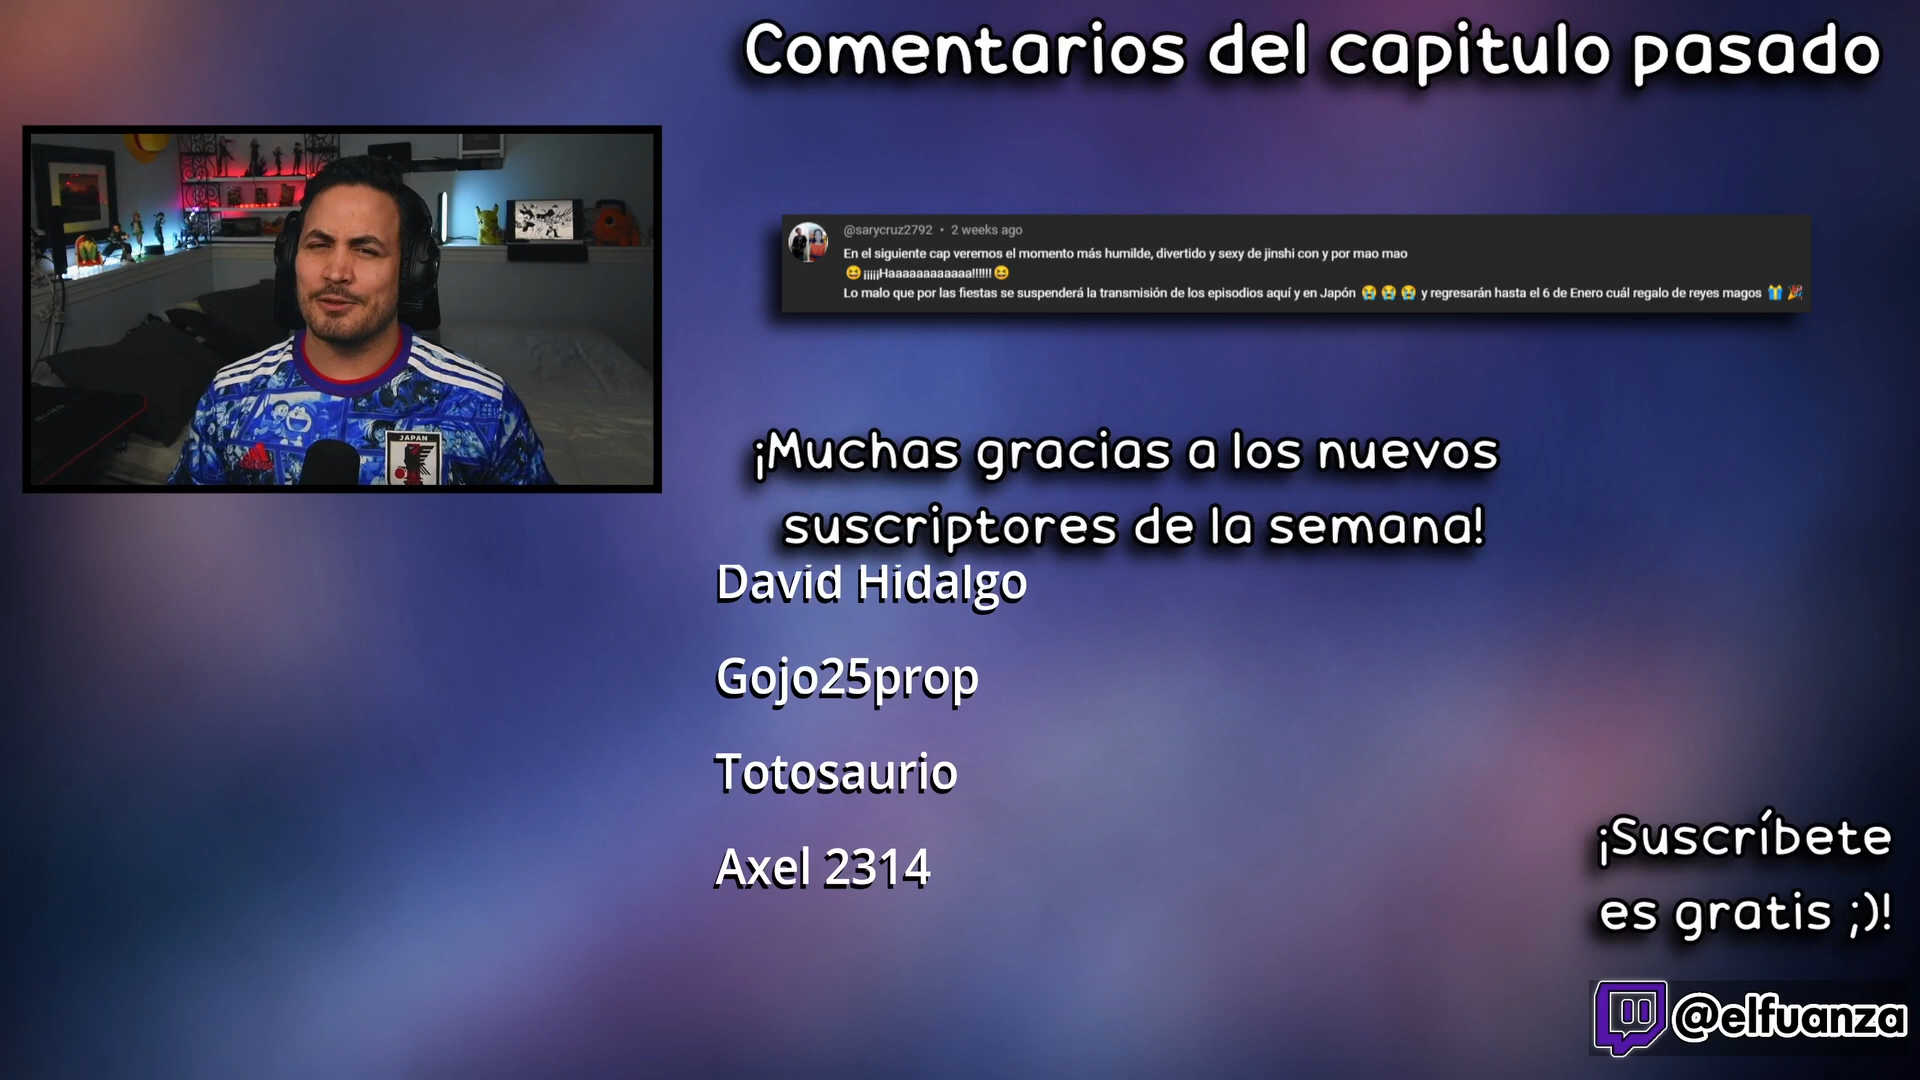 Comentarios del capitulo pasado
@sarycruz2792 • 2 weeks ago
En el siguiente cap veremos el momento más humilde, divertido y sexy de jinshi con y por mao mao
😆¡¡¡¡¡Haaaaaaaaaaaa!!!!!!😆
Lo malo que por las fiestas se suspenderá la transmisión de los episodios aquí y en Japón 😭😭😭 y regresarán hasta el 6 de Enero cuál regalo de reyes magos 🎁🎉
JAPAN
¡Muchas gracias a los nuevos
suscriptores de la semana!
David Hidalgo
Gojo25prop
Totosaurio
Axel 2314
¡Suscríbete
es gratis ;)!
@elfuanza